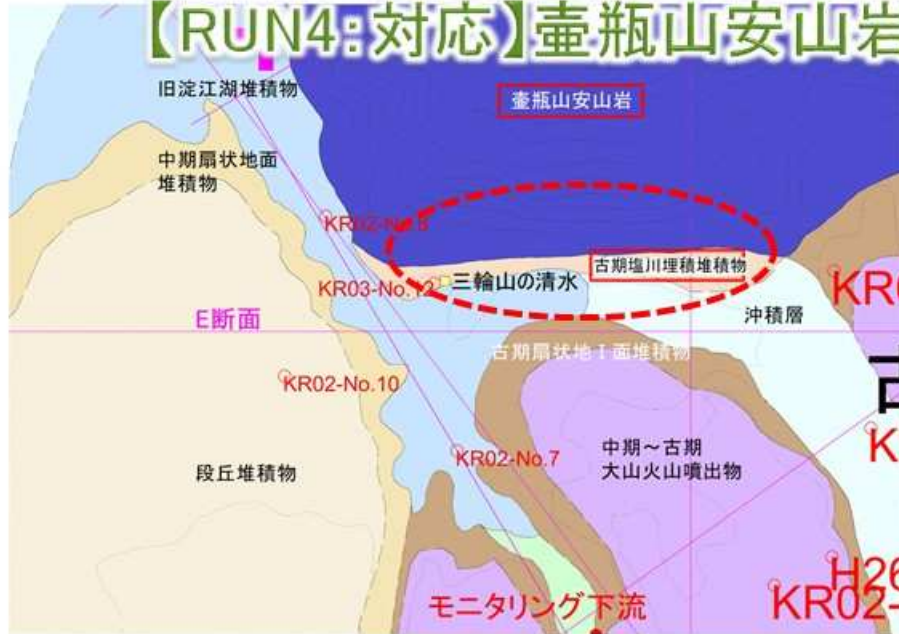 【RUN4:対応】壷瓶山安山岩
旧淀江湖堆積物
壷瓶山安山岩
中期扇状地面
堆積物
KR02-No.8
古期塩川埋積堆積物
三輪山の清水
KR03-No.12
KR0
沖積層
E断面
古期扇状地Ⅰ面堆積物
古
KR02-No.10
K
中期～古期
大山火山噴出物
KR02-No.7
段丘堆積物
H26
KR02-
モニタリング下流